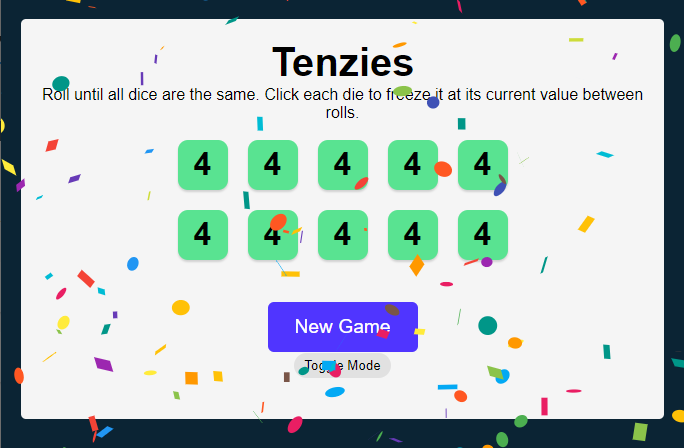 Tenzies
Roll until all dice are the same. Click each die to freeze it at its current value between
rolls.
4 4 4 4 4
4 4 4 4 4
New Game
Toggle Mode